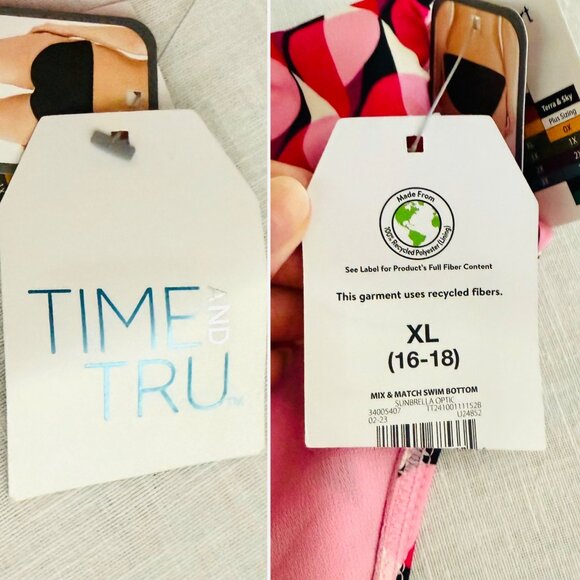 TIME
AND
TRU™
Terra & Sky
Plus Sizing
0X
1X
Made From
100% Recycled Polyester (Lining)
See Label for Product's Full Fiber Content
This garment uses recycled fibers.
XL
(16-18)
MIX & MATCH SWIM BOTTOM
SUNBRELLA OPTIC
34005407 TT24100111152B
02-23 U24852